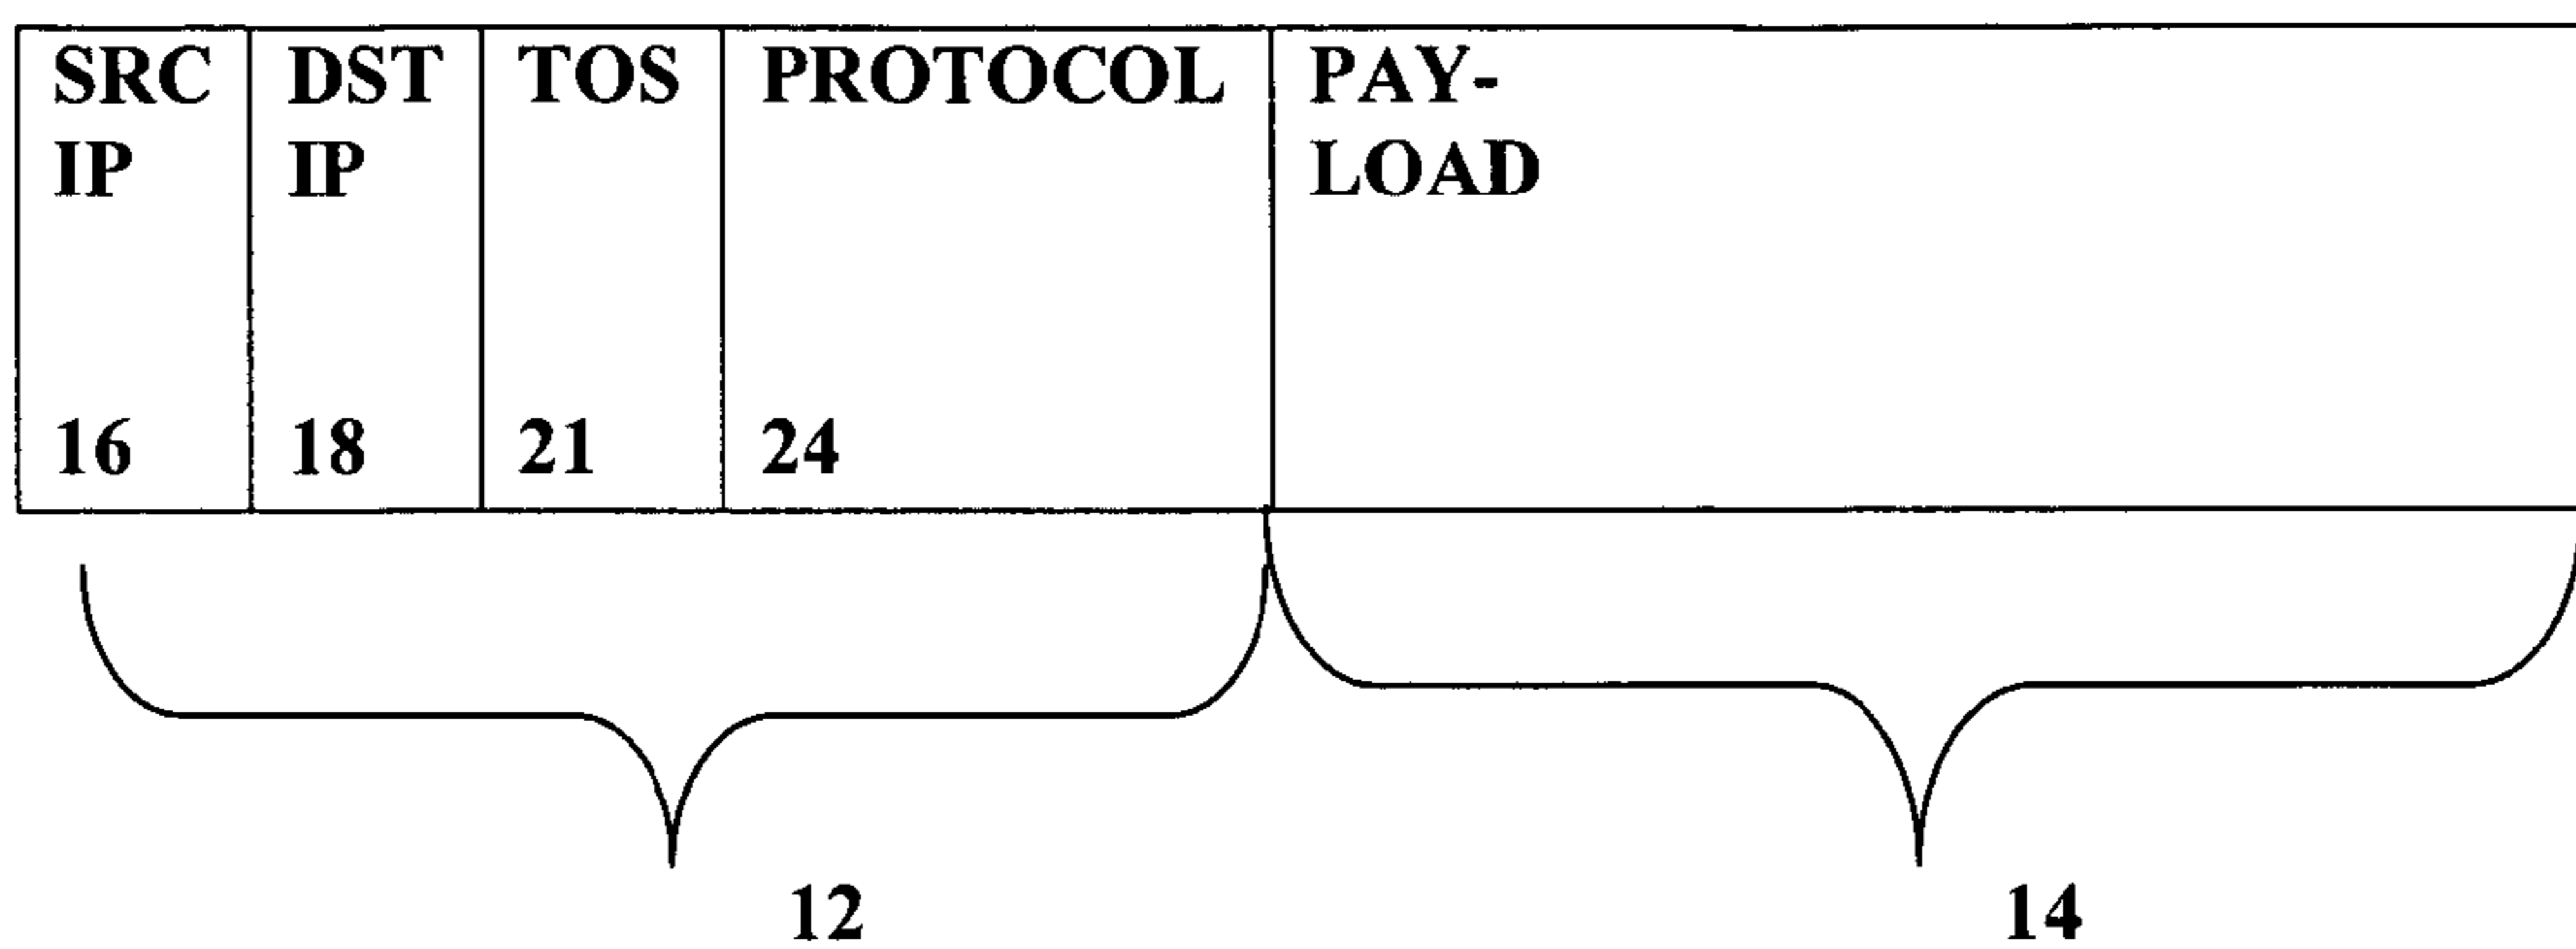 SRC DST TOS PROTOCOL PAY-
IP IP LOAD
16 18 21 24
12 14